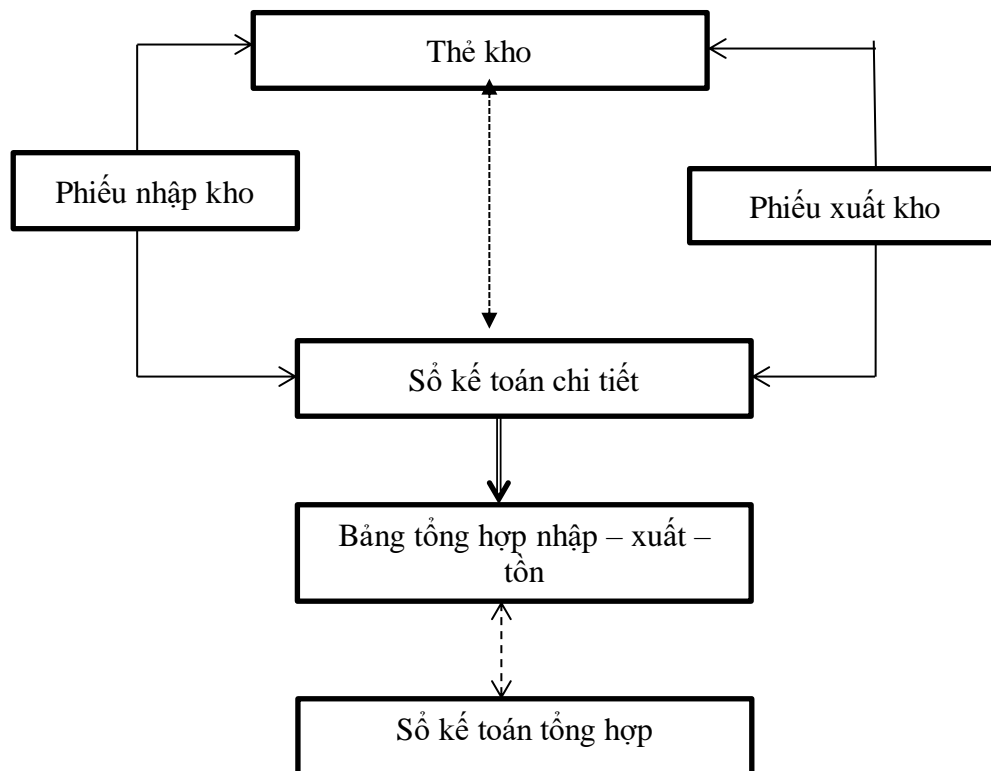 Thẻ kho
Phiếu nhập kho
Phiếu xuất kho
Sổ kế toán chi tiết
Bảng tổng hợp nhập – xuất –
tồn
Sổ kế toán tổng hợp